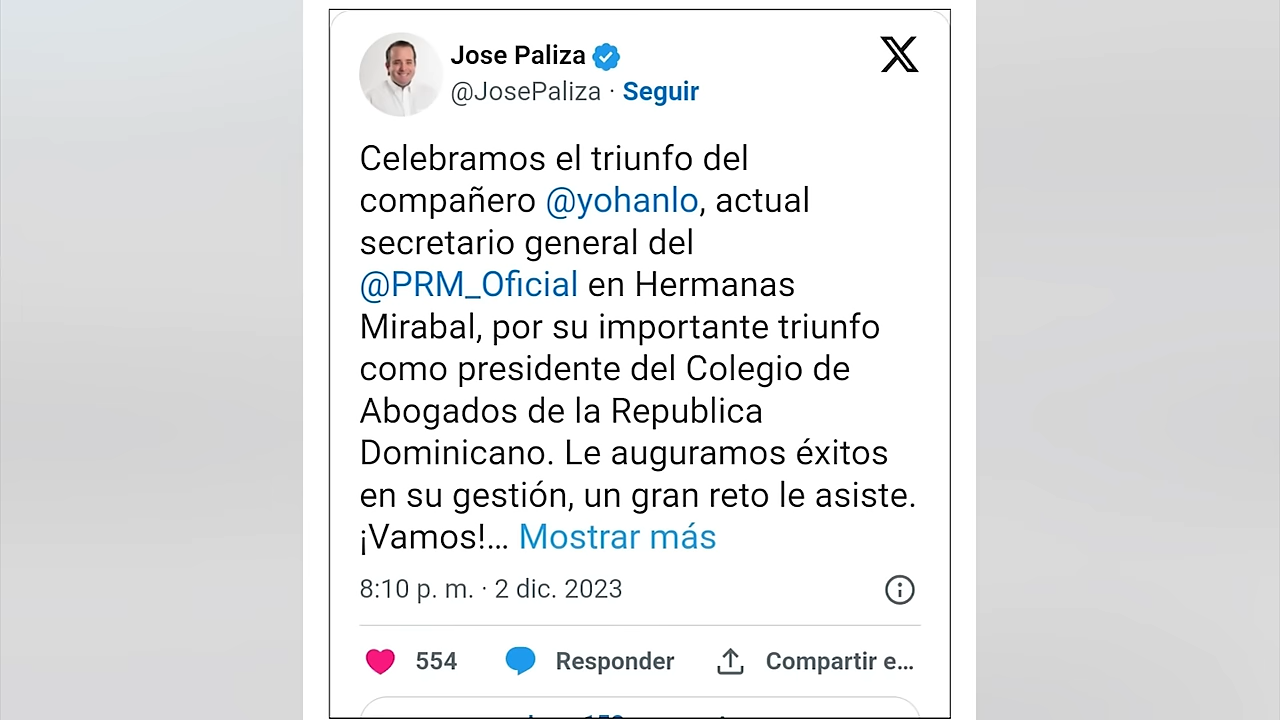 Jose Paliza
@JosePaliza · Seguir
Celebramos el triunfo del
compañero @yohanlo, actual
secretario general del
@PRM_Oficial en Hermanas
Mirabal, por su importante triunfo
como presidente del Colegio de
Abogados de la Republica
Dominicano. Le auguramos éxitos
en su gestión, un gran reto le asiste.
¡Vamos!... Mostrar más
8:10 p. m. · 2 dic. 2023
554 Responder Compartir e...